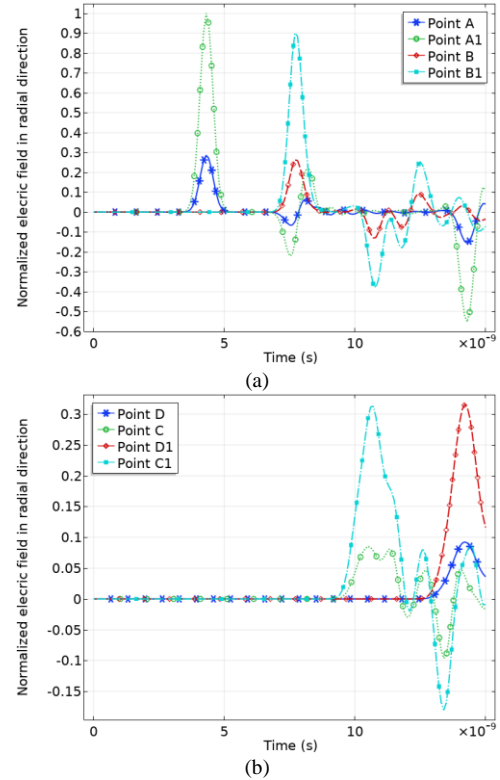 Normalized elecric field in radial direction
1
0.9
0.8
0.7
0.6
0.5
0.4
0.3
0.2
0.1
0
-0.1
-0.2
-0.3
-0.4
-0.5
-0.6
Point A
Point A1
Point B
Point B1
0 5 10 ×10⁻⁹
Time (s)
(a)
Normalized elecric field in radial direction
0.3
0.25
0.2
0.15
0.1
0.05
0
-0.05
-0.1
-0.15
Point D
Point C
Point D1
Point C1
0 5 10 ×10⁻⁹
Time (s)
(b)